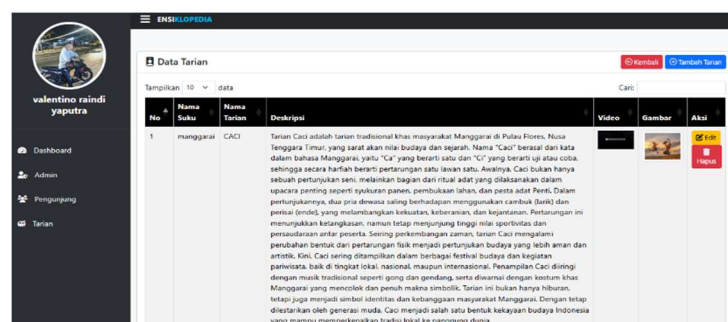 ENSIKLOPEDIA
valentino raindi
yaputra
Dashboard
Admin
Pengunjung
Tarian
Data Tarian
Kembali
Tambah Tarian
Tampilkan 10 data
Cari:
No Nama Suku Nama Tarian Deskripsi Video Gambar Aksi
1 manggarai CACI
Tarian Caci adalah tarian tradisional khas masyarakat Manggarai di Pulau Flores, Nusa
Tenggara Timur, yang sarat akan nilai budaya dan sejarah. Nama "Caci" berasal dari kata
dalam bahasa Manggarai, yaitu "Ca" yang berarti satu dan "Ci" yang berarti uji atau coba,
sehingga secara harfiah berarti pertarungan satu lawan satu. Awalnya, Caci bukan hanya
sebuah pertunjukan seni, melainkan bagian dari ritual adat yang dilaksanakan dalam
upacara penting seperti syukuran panen, pembukaan lahan, dan pesta adat Penti. Dalam
pertunjukannya, dua pria dewasa saling berhadapan menggunakan cambuk (larik) dan
perisai (ende), yang melambangkan kekuatan, keberanian, dan kejantanan. Pertarungan ini
menunjukkan ketangkasan, namun tetap menjunjung tinggi nilai sportivitas dan
persaudaraan antar peserta. Seiring perkembangan zaman, tarian Caci mengalami
perubahan bentuk dari pertarungan fisik menjadi pertunjukan budaya yang lebih aman dan
artistik. Kini, Caci sering ditampilkan dalam berbagai festival budaya dan kegiatan
pariwisata, baik di tingkat lokal, nasional, maupun internasional. Penampilan Caci diiringi
dengan musik tradisional seperti gong dan gendang, serta diwarnai dengan kostum khas
Manggarai yang mencolok dan penuh makna simbolik. Tarian ini bukan hanya hiburan,
tetapi juga menjadi simbol identitas dan kebanggaan masyarakat Manggarai. Dengan tetap
dilestarikan oleh generasi muda, Caci menjadi salah satu bentuk kekayaan budaya Indonesia
yang mampu memperkenalkan tradisi lokal ke panggung dunia.
Edit
Hapus